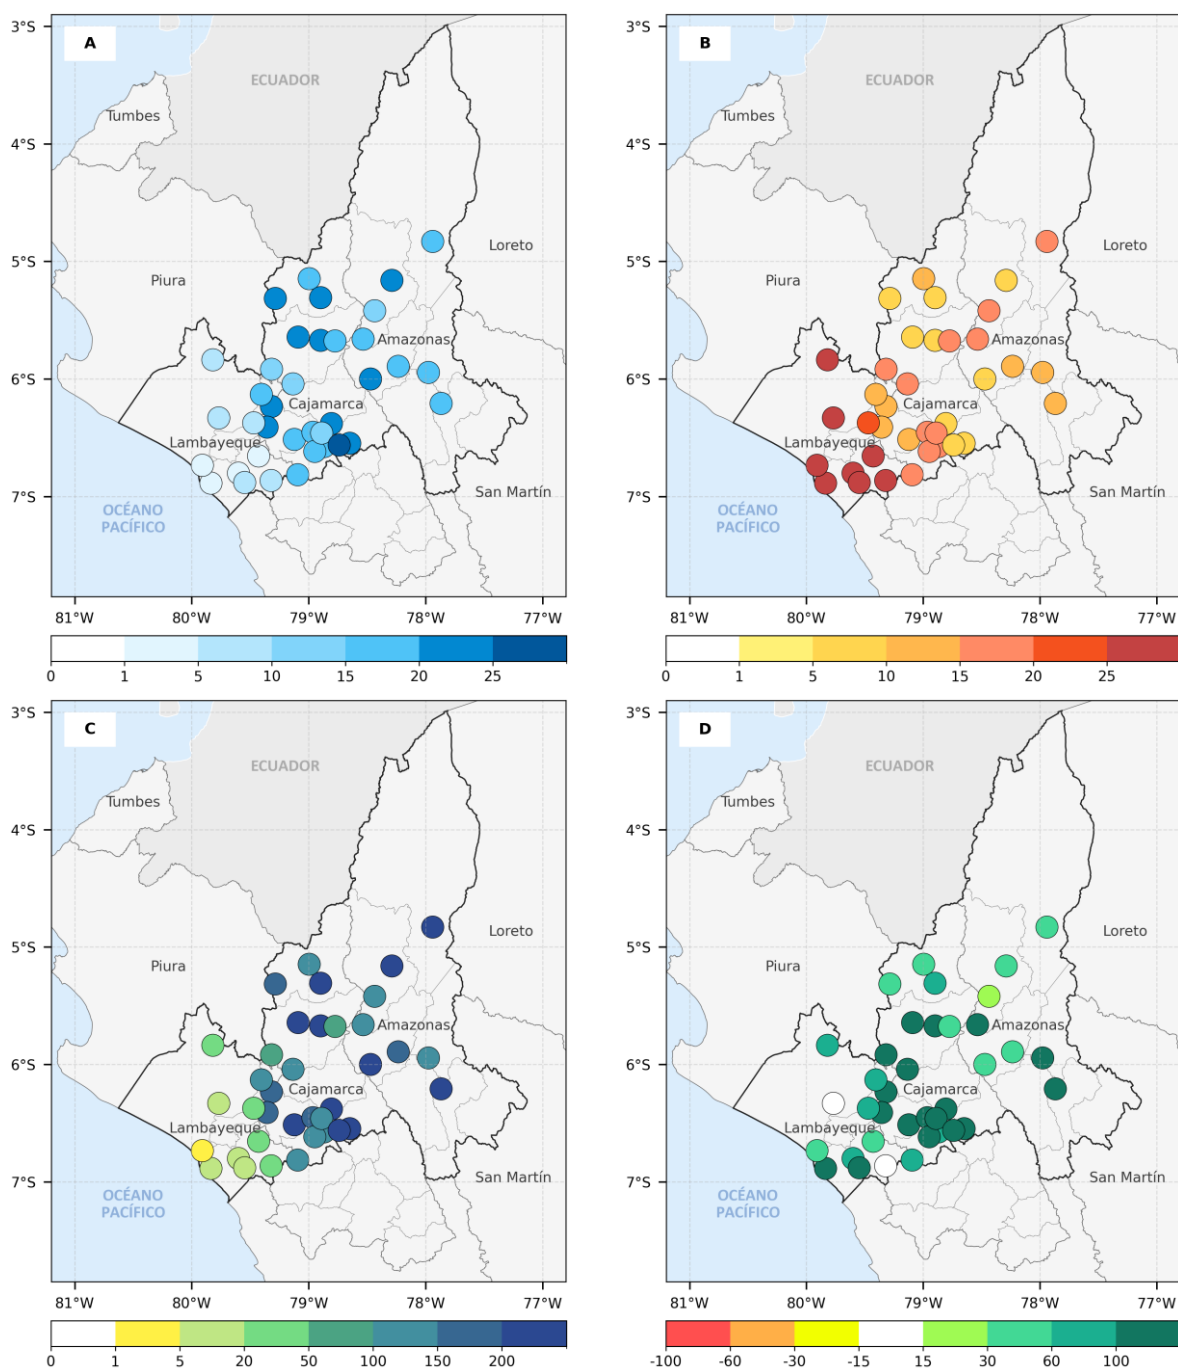 A
3°S
4°S
5°S
6°S
7°S
ECUADOR
Tumbes
Loreto
Piura
Amazonas
Cajamarca
Lambayeque
San Martín
OCÉANO
PACÍFICO
81°W 80°W 79°W 78°W 77°W
0 1 5 10 15 20 25
B
3°S
4°S
5°S
6°S
7°S
ECUADOR
Tumbes
Loreto
Piura
Amazonas
Cajamarca
Lambayeque
San Martín
OCÉANO
PACÍFICO
81°W 80°W 79°W 78°W 77°W
0 1 5 10 15 20 25
C
3°S
4°S
5°S
6°S
7°S
ECUADOR
Tumbes
Loreto
Piura
Amazonas
Cajamarca
Lambayeque
San Martín
OCÉANO
PACÍFICO
81°W 80°W 79°W 78°W 77°W
0 1 5 20 50 100 150 200
D
3°S
4°S
5°S
6°S
7°S
ECUADOR
Tumbes
Loreto
Piura
Amazonas
Cajamarca
Lambayeque
San Martín
OCÉANO
PACÍFICO
81°W 80°W 79°W 78°W 77°W
-100 -60 -30 -15 15 30 60 100